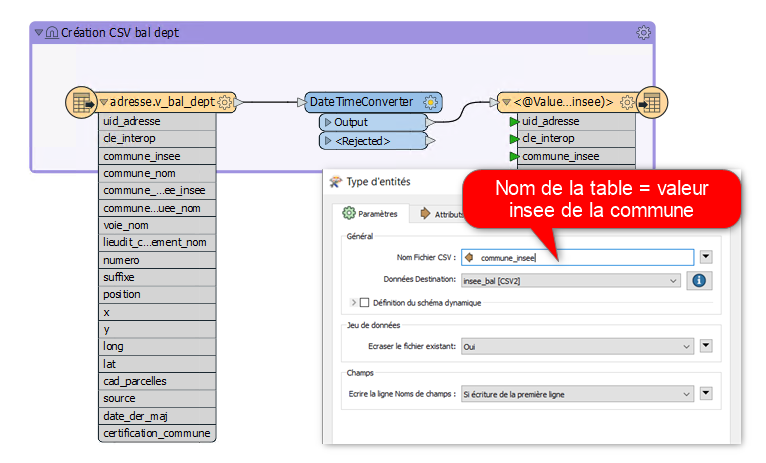 Création CSV bal dept
adresse.v_bal_dept
uid_adresse
cle_interop
commune_insee
commune_nom
commune_...ee_insee
commune...uee_nom
voie_nom
lieudit_c...ement_nom
numero
suffixe
position
x
y
long
lat
cad_parcelles
source
date_der_maj
certification_commune
DateTimeConverter
Output
<Rejected>
<@Value...insee)>
uid_adresse
cle_interop
commune_insee
Type d'entités
Nom de la table = valeur
insee de la commune
Paramètres
Attributs
Général
Nom Fichier CSV : commune_insee
Données Destination: insee_bal [CSV2]
Définition du schéma dynamique
Jeu de données
Ecraser le fichier existant: Oui
Champs
Ecrire la ligne Noms de champs : Si écriture de la première ligne